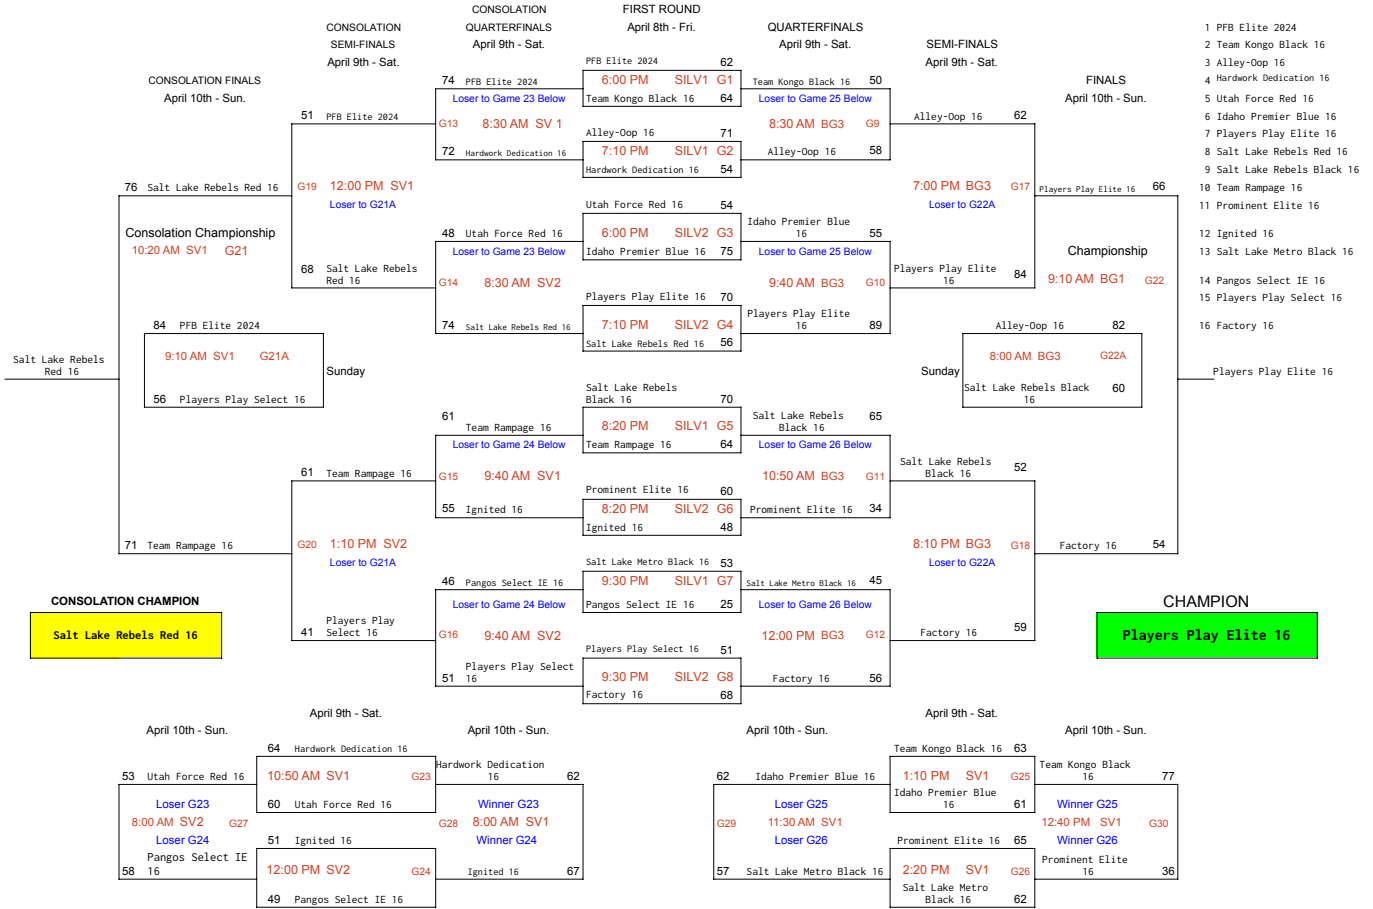 CONSOLATION
FIRST ROUND
CONSOLATION
QUARTERFINALS
April 8th - Fri.
QUARTERFINALS
1 PFB Elite 2024
SEMI-FINALS
April 9th - Sat.
April 9th - Sat.
SEMI-FINALS
2 Team Kongo Black 16
April 9th - Sat.
PFB Elite 2024 62
April 9th - Sat.
3 Alley-Oop 16
CONSOLATION FINALS
74 PFB Elite 2024
6:00 PM SILV1 G1
Team Kongo Black 16 50
FINALS
4 Hardwork Dedication 16
April 10th - Sun.
Loser to Game 23 Below
Team Kongo Black 16 64
Loser to Game 25 Below
April 10th - Sun.
5 Utah Force Red 16
51 PFB Elite 2024
G13 8:30 AM SV 1
8:30 AM BG3 G9
Alley-Oop 16 62
6 Idaho Premier Blue 16
Alley-Oop 16 71
7 Players Play Elite 16
72 Hardwork Dedication 16
7:10 PM SILV1 G2
Alley-Oop 16 58
8 Salt Lake Rebels Red 16
Hardwork Dedication 16 54
9 Salt Lake Rebels Black 16
76 Salt Lake Rebels Red 16
G19 12:00 PM SV1
7:00 PM BG3 G17
Players Play Elite 16 66
10 Team Rampage 16
Loser to G21A
Utah Force Red 16 54
Loser to G22A
11 Prominent Elite 16
Consolation Championship
48 Utah Force Red 16
6:00 PM SILV2 G3
Idaho Premier Blue
16 55
12 Ignited 16
10:20 AM SV1 G21
Loser to Game 23 Below
Idaho Premier Blue 16 75
Loser to Game 25 Below
Championship
13 Salt Lake Metro Black 16
68 Salt Lake Rebels
Red 16
G14 8:30 AM SV2
9:40 AM BG3 G10
Players Play Elite
16 84
9:10 AM BG1 G22
14 Pangos Select IE 16
Players Play Elite 16 70
15 Players Play Select 16
84 PFB Elite 2024
74 Salt Lake Rebels Red 16
7:10 PM SILV2 G4
Players Play Elite
16 89
Alley-Oop 16 82
16 Factory 16
Salt Lake Rebels Red 16 56
Salt Lake Rebels
Red 16
9:10 AM SV1 G21A
Sunday
Sunday
8:00 AM BG3 G22A
Players Play Elite 16
56 Players Play Select 16
Salt Lake Rebels
Black 16 70
Salt Lake Rebels Black
16 60
61
Team Rampage 16
8:20 PM SILV1 G5
Salt Lake Rebels
Black 16 65
Loser to Game 24 Below
Team Rampage 16 64
Loser to Game 26 Below
61 Team Rampage 16
G15 9:40 AM SV1
10:50 AM BG3 G11
Salt Lake Rebels
Black 16 52
Prominent Elite 16 60
55 Ignited 16
8:20 PM SILV2 G6
Prominent Elite 16 34
Ignited 16 48
71 Team Rampage 16
G20 1:10 PM SV2
8:10 PM BG3 G18
Factory 16 54
Loser to G21A
Salt Lake Metro Black 16 53
Loser to G22A
46 Pangos Select IE 16
9:30 PM SILV1 G7
Salt Lake Metro Black 16 45
CONSOLATION CHAMPION
Loser to Game 24 Below
Pangos Select IE 16 25
Loser to Game 26 Below
CHAMPION
Salt Lake Rebels Red 16
41 Players Play
Select 16
G16 9:40 AM SV2
12:00 PM BG3 G12
Factory 16 59
Players Play Elite 16
Players Play Select 16 51
51 Players Play Select
16
9:30 PM SILV2 G8
Factory 16 56
Factory 16 68
April 9th - Sat.
April 9th - Sat.
April 10th - Sun.
April 10th - Sun.
April 10th - Sun.
April 10th - Sun.
64 Hardwork Dedication 16
Team Kongo Black 16 63
53 Utah Force Red 16
10:50 AM SV1 G23
Hardwork Dedication
16 62
62 Idaho Premier Blue 16
1:10 PM SV1 G25
Team Kongo Black
16 77
Loser G23
60 Utah Force Red 16
Winner G23
Loser G25
Idaho Premier Blue
16 61
Winner G25
8:00 AM SV2 G27
G28 8:00 AM SV1
G29 11:30 AM SV1
12:40 PM SV1 G30
Loser G24
51 Ignited 16
Winner G24
Loser G26
Prominent Elite 16 65
Winner G26
58 Pangos Select IE
16
12:00 PM SV2 G24
Ignited 16 67
57 Salt Lake Metro Black 16
2:20 PM SV1 G26
Prominent Elite
16 36
49 Pangos Select IE 16
Salt Lake Metro
Black 16 62